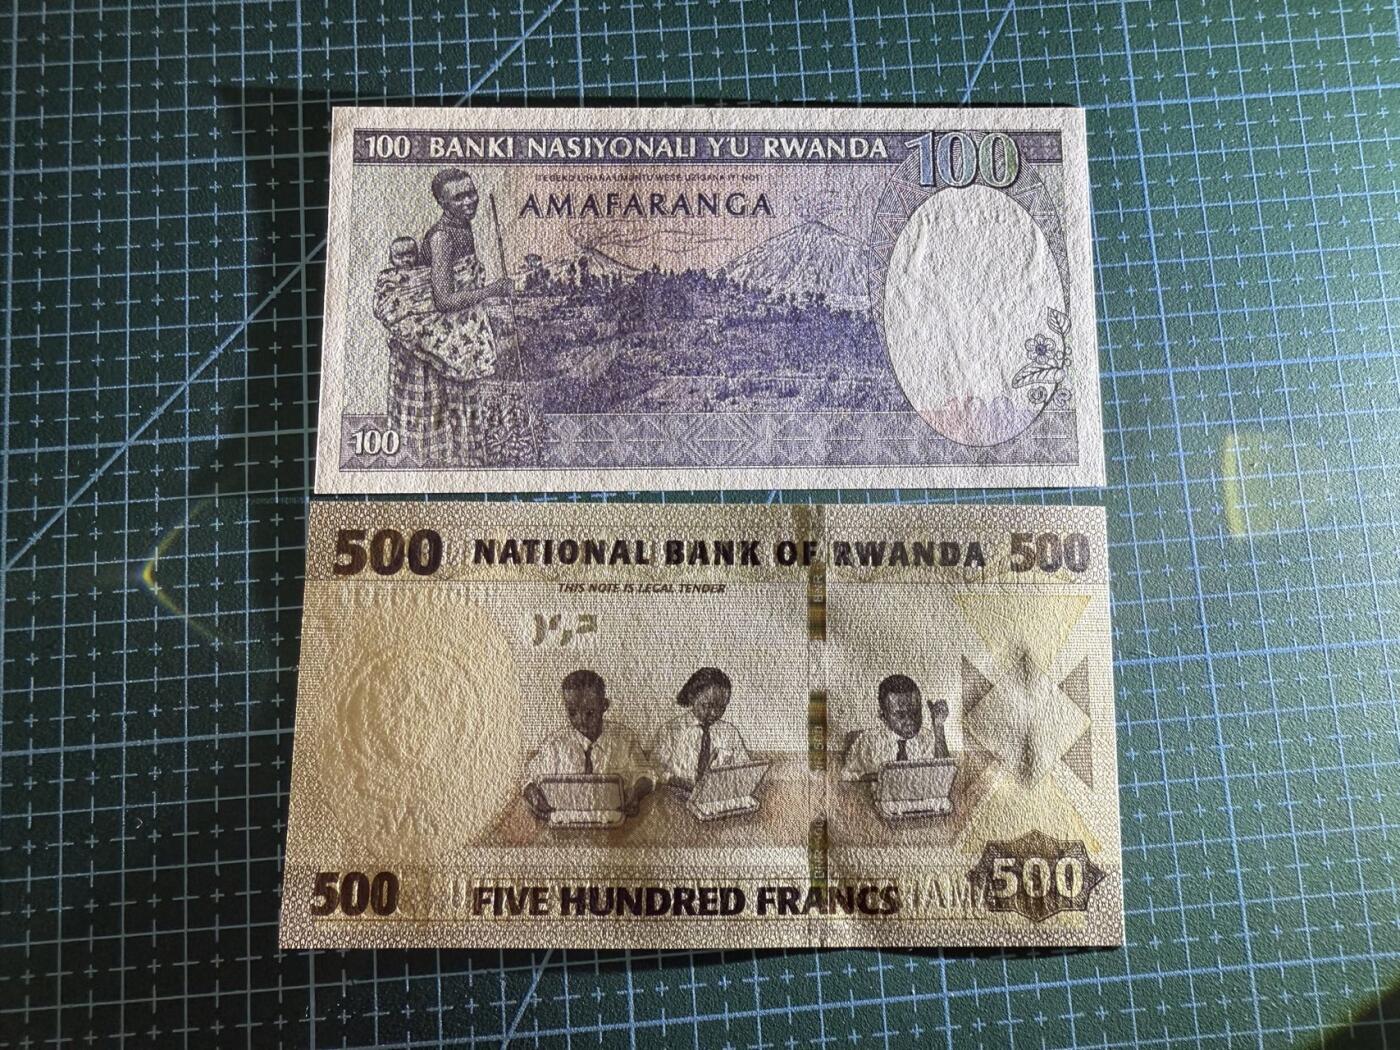 100 BANKI NASIYONALI Y'U RWANDA 100
AMAFARANGA
100
500 NATIONAL BANK OF RWANDA 500
THIS NOTE IS LEGAL TENDER
500 FIVE HUNDRED FRANCS 500